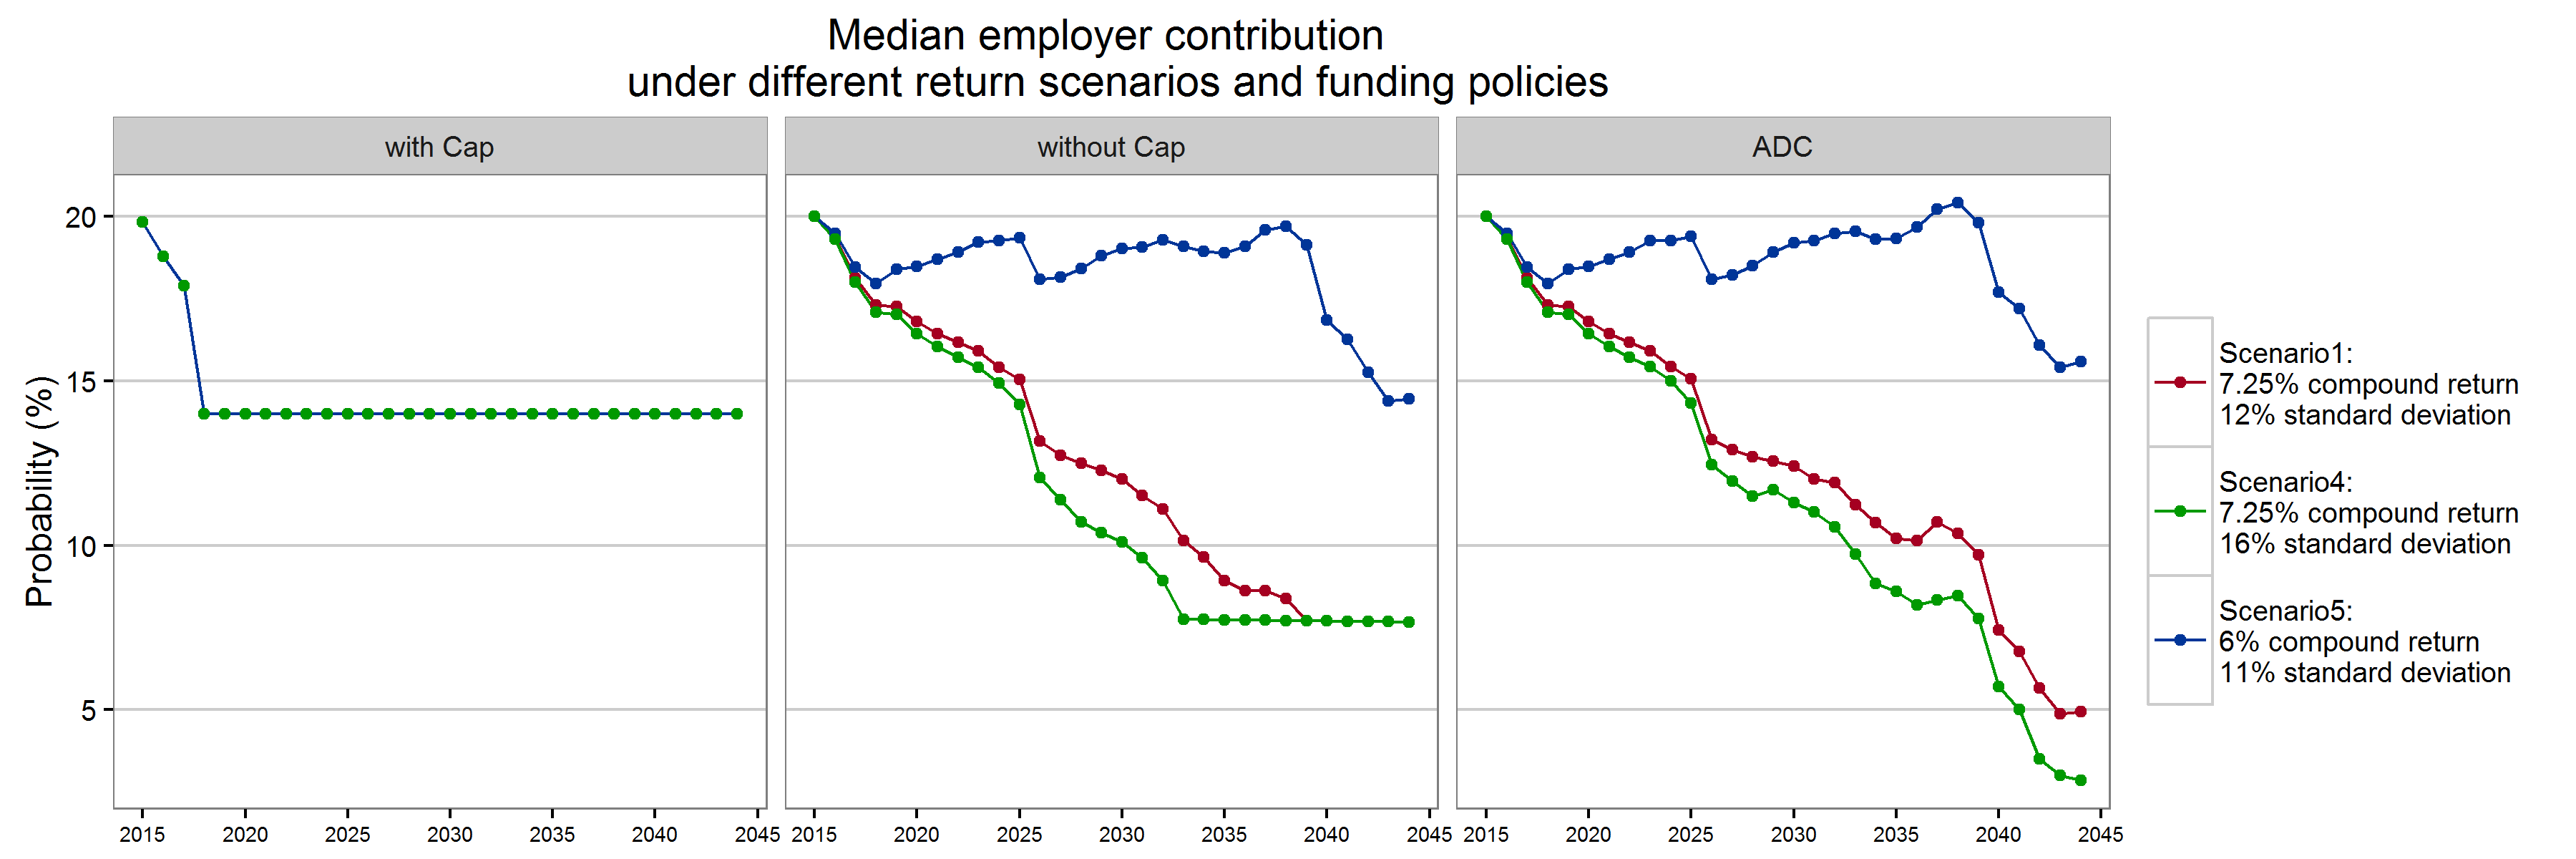 Median employer contribution
under different return scenarios and funding policies
with Cap
without Cap
ADC
Probability (%)
20
15
10
5
2015 2020 2025 2030 2035 2040 2045
2015 2020 2025 2030 2035 2040 2045
2015 2020 2025 2030 2035 2040 2045
Scenario1:
7.25% compound return
12% standard deviation
Scenario4:
7.25% compound return
16% standard deviation
Scenario5:
6% compound return
11% standard deviation